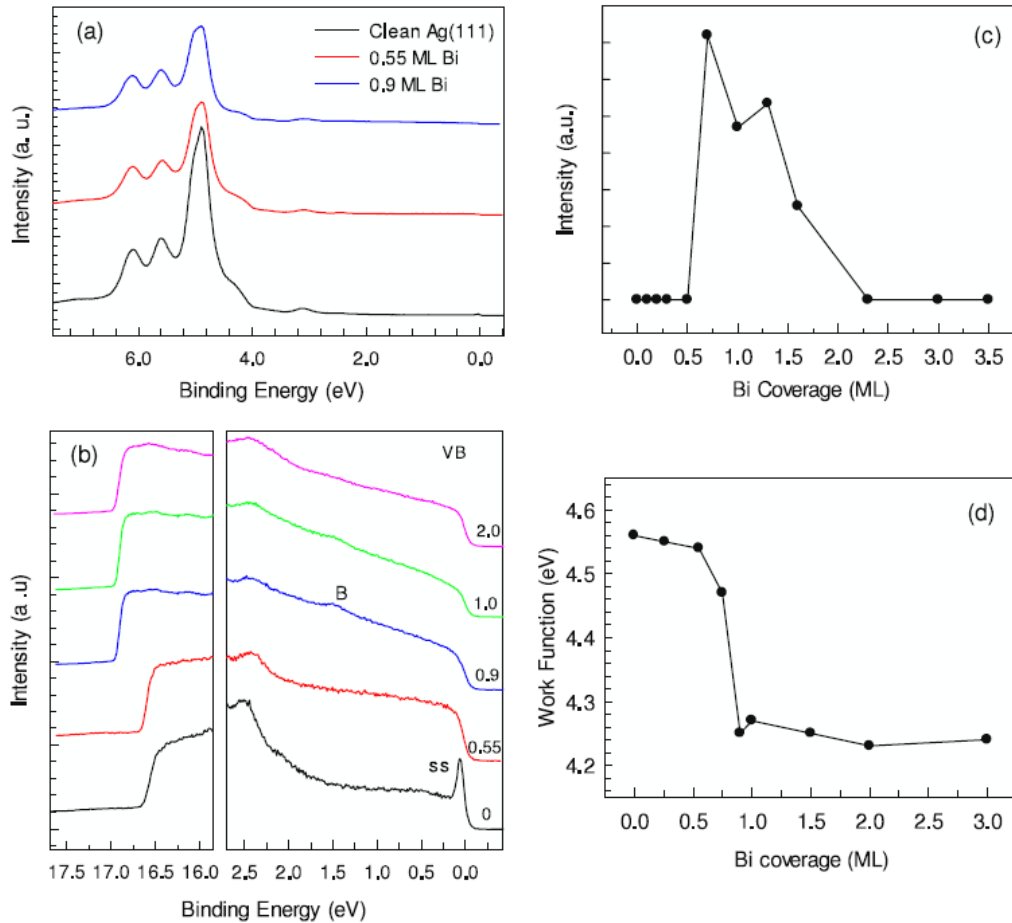 (a)
Clean Ag(111)
0.55 ML Bi
0.9 ML Bi
Intensity (a. u.)
6.0 4.0 2.0 0.0
Binding Energy (eV)
(c)
Intensity (a.u.)
0.0 0.5 1.0 1.5 2.0 2.5 3.0 3.5
Bi Coverage (ML)
(b)
VB
2.0
1.0
B
0.9
0.55
ss
0
Intensity (a .u)
17.5 17.0 16.5 16.0 2.5 2.0 1.5 1.0 0.5 0.0
Binding Energy (eV)
(d)
4.6
4.5
4.4
4.3
4.2
Work Function (eV)
0.0 0.5 1.0 1.5 2.0 2.5 3.0
Bi coverage (ML)